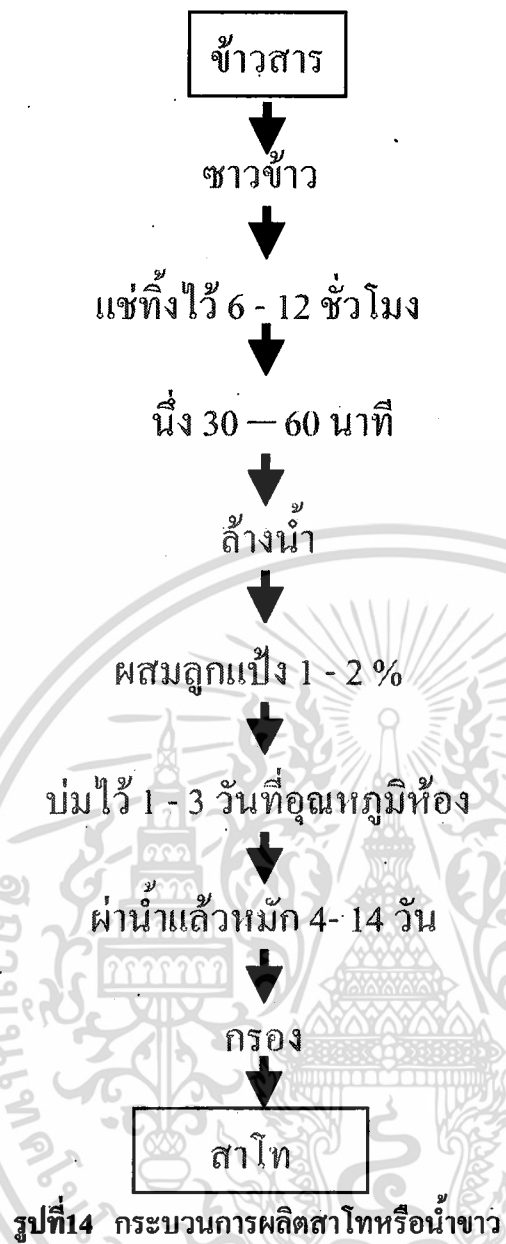 ข้าวสาร
ซาวข้าว
แช่ทิ้งไว้ 6 - 12 ชั่วโมง
นึ่ง 30 — 60 นาที
ล้างน้ำ
ผสมลูกแป้ง 1 - 2 %
บ่มไว้ 1 - 3 วันที่อุณหภูมิห้อง
ผ่าน้ำแล้วหมัก 4- 14 วัน
กรอง
สาโท
รูปที่14 กระบวนการผลิตสาโทหรือน้ำขาว